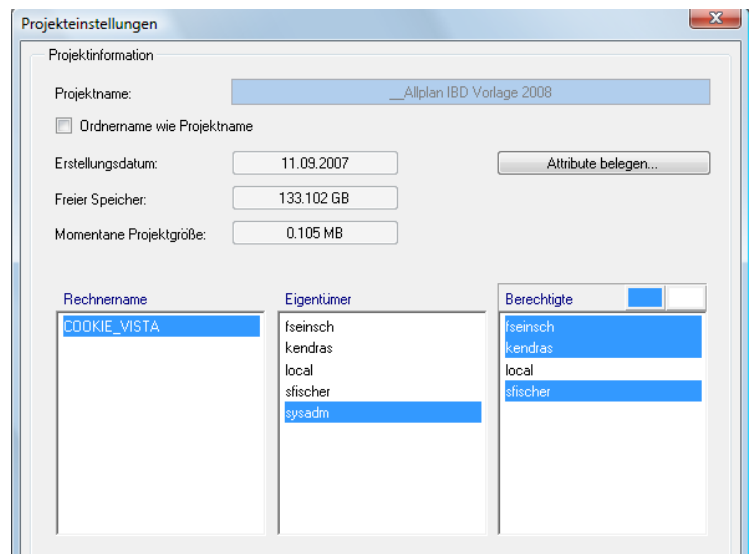 Projekteinstellungen
Projektinformation
Projektname:
__Allplan IBD Vorlage 2008
Ordnername wie Projektname
Erstellungsdatum:
11.09.2007
Attribute belegen...
Freier Speicher:
133.102 GB
Momentane Projektgröße:
0.105 MB
Rechnername
COOKIE_VISTA
Eigentümer
fseinsch
kendras
local
sfischer
sysadm
Berechtigte
fseinsch
kendras
local
sfischer